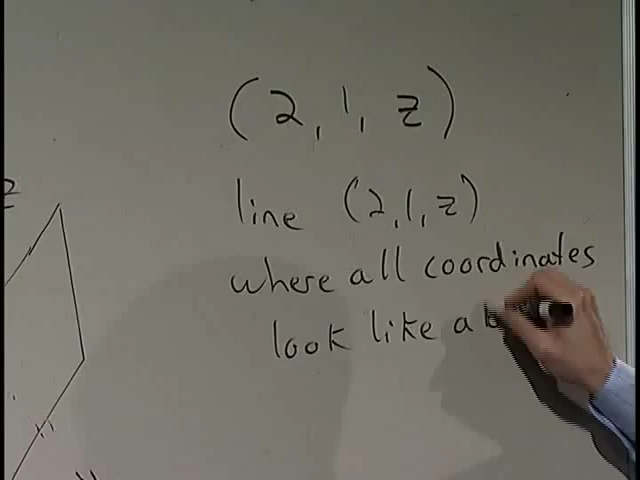 (2, 1, z)
line (2, 1, z)
where all coordinates
look like a
z